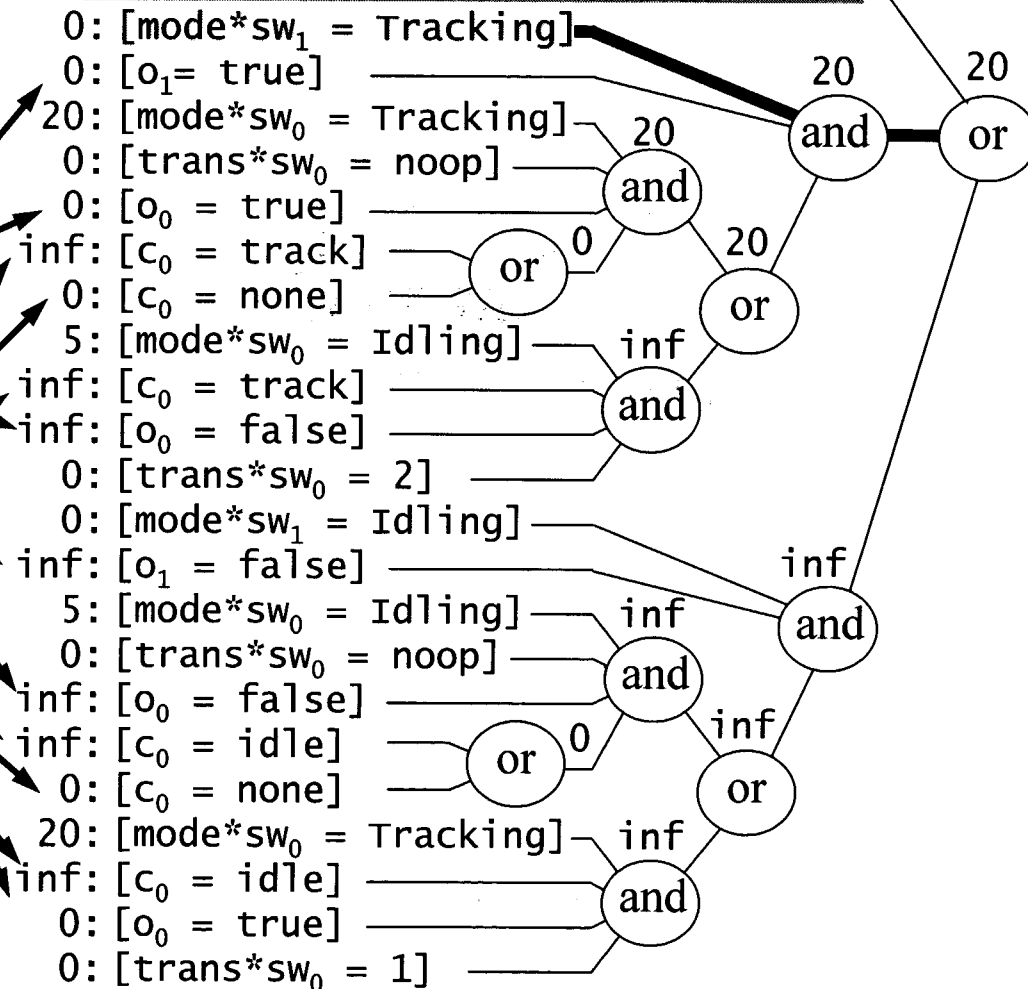 0: [mode*sw₁ = Tracking]
0: [o₁= true]
20: [mode*sw₀ = Tracking]
0: [trans*sw₀ = noop]
0: [o₀ = true]
inf: [c₀ = track]
0: [c₀ = none]
5: [mode*sw₀ = Idling]
inf: [c₀ = track]
inf: [o₀ = false]
0: [trans*sw₀ = 2]
0: [mode*sw₁ = Idling]
inf: [o₁ = false]
5: [mode*sw₀ = Idling]
0: [trans*sw₀ = noop]
inf: [o₀ = false]
inf: [c₀ = idle]
0: [c₀ = none]
20: [mode*sw₀ = Tracking]
inf: [c₀ = idle]
0: [o₀ = true]
0: [trans*sw₀ = 1]
or
0
or
0
20
and
inf
and
inf
and
inf
and
20
or
inf
or
20
and
inf
and
20
or